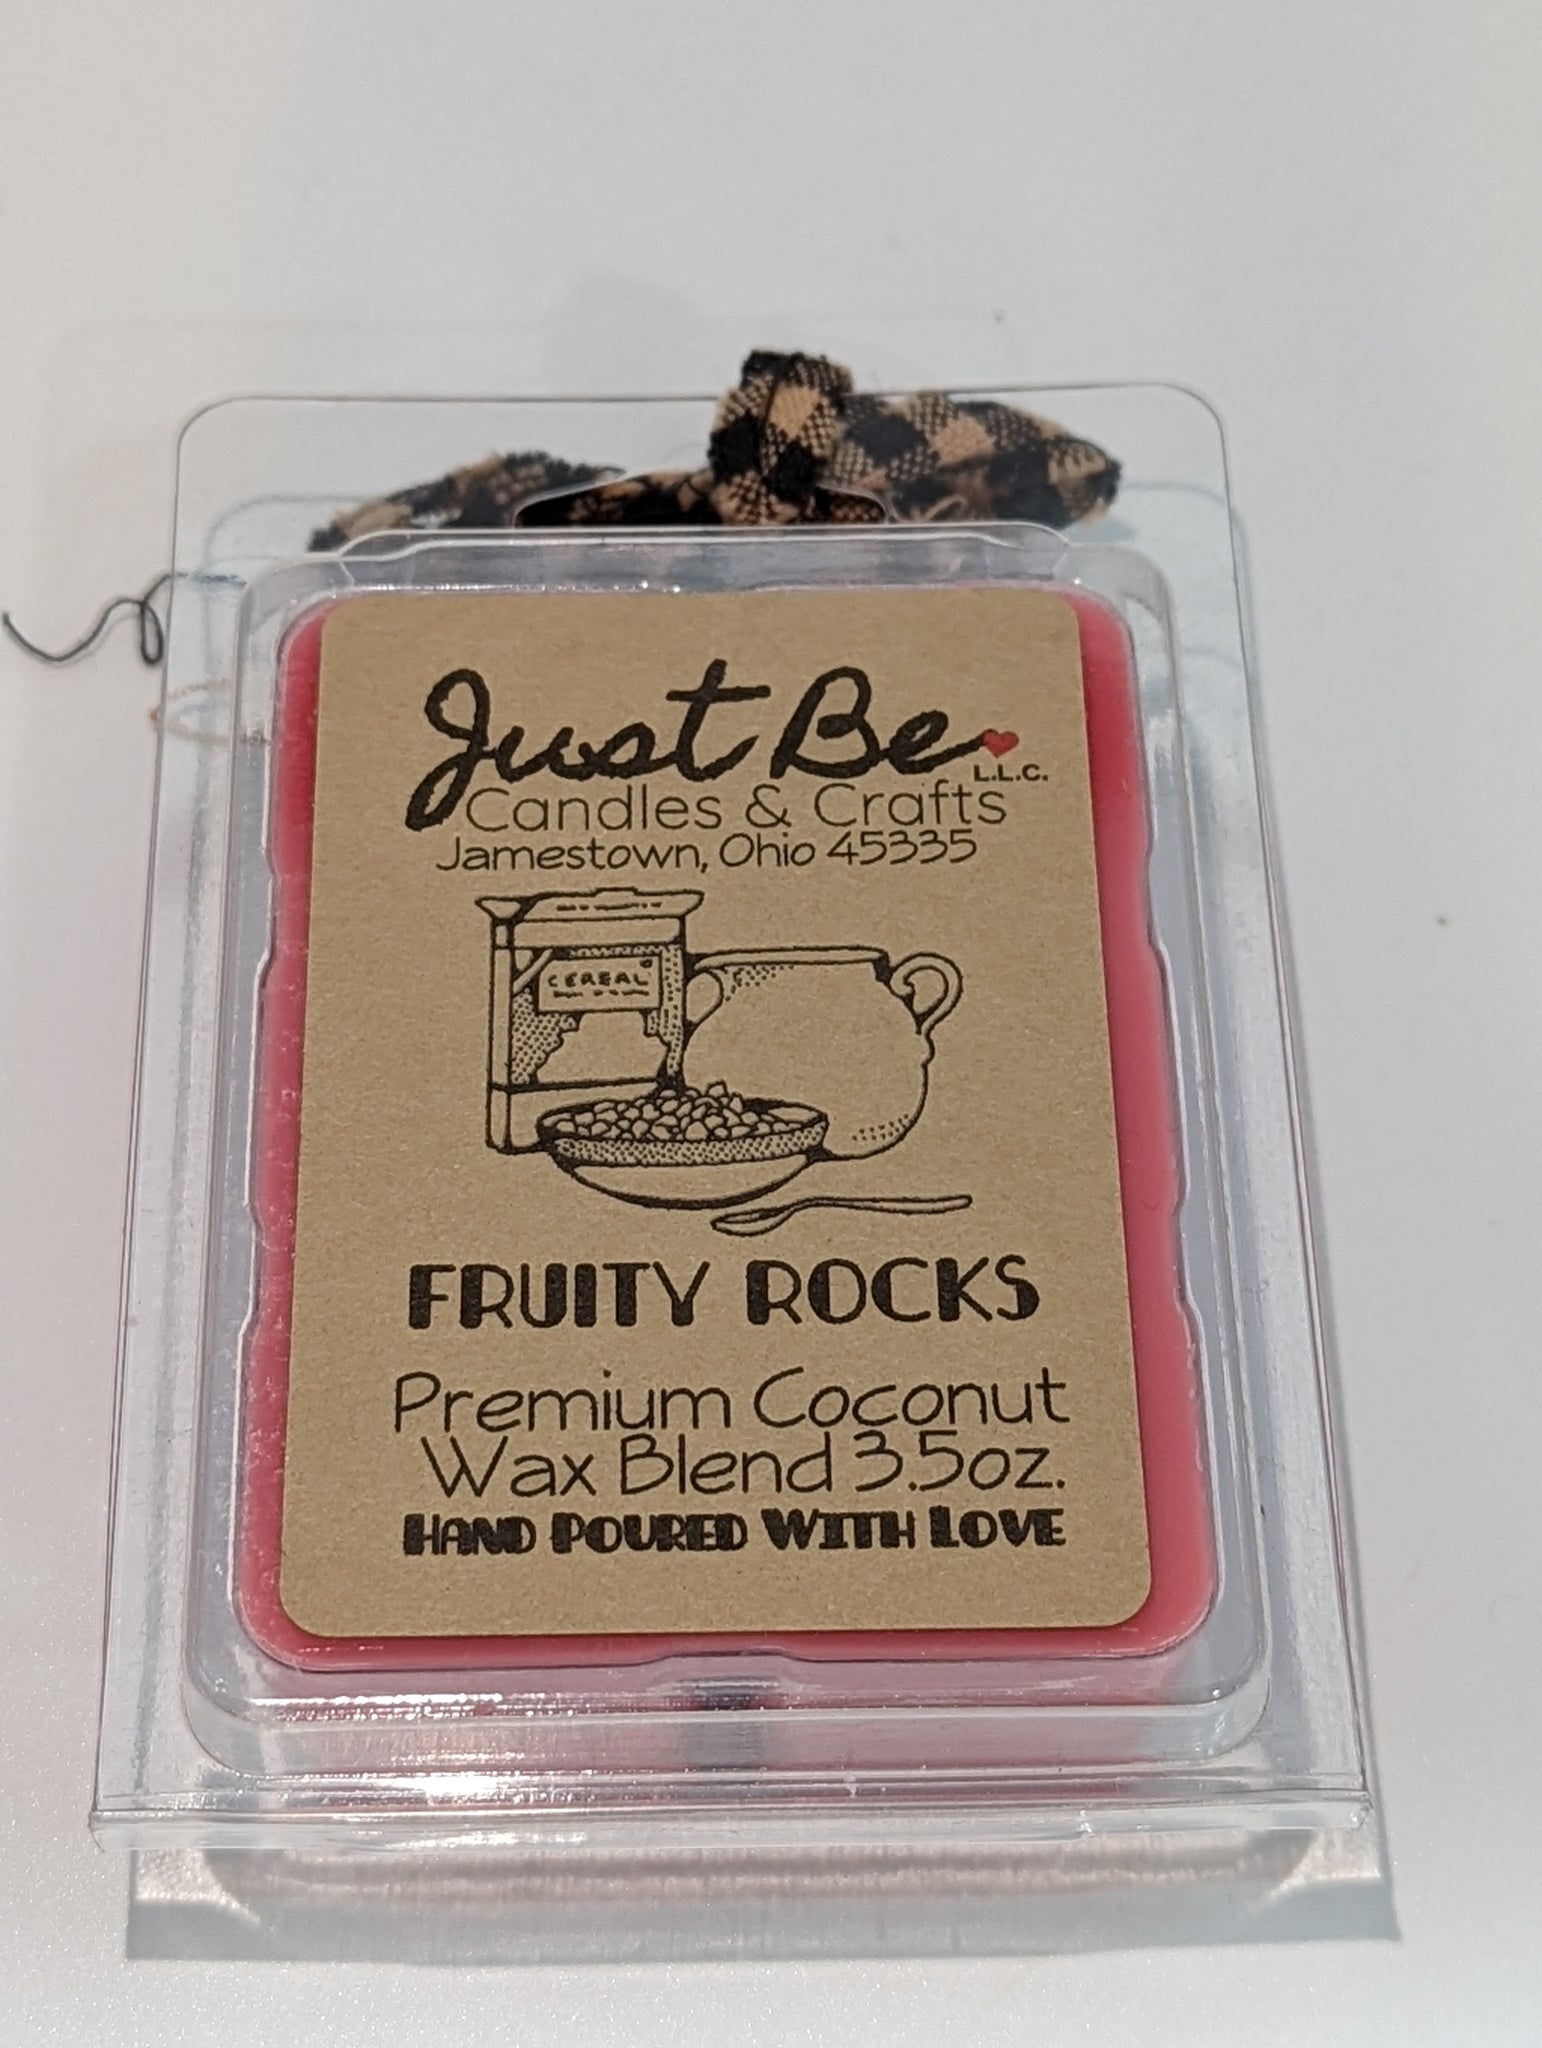 Just Be
L.L.C.
Candles & Crafts
Jamestown, Ohio 45335
CEREAL
FRUITY ROCKS
Premium Coconut
Wax Blend 3.5oz.
HAND POURED WITH LOVE